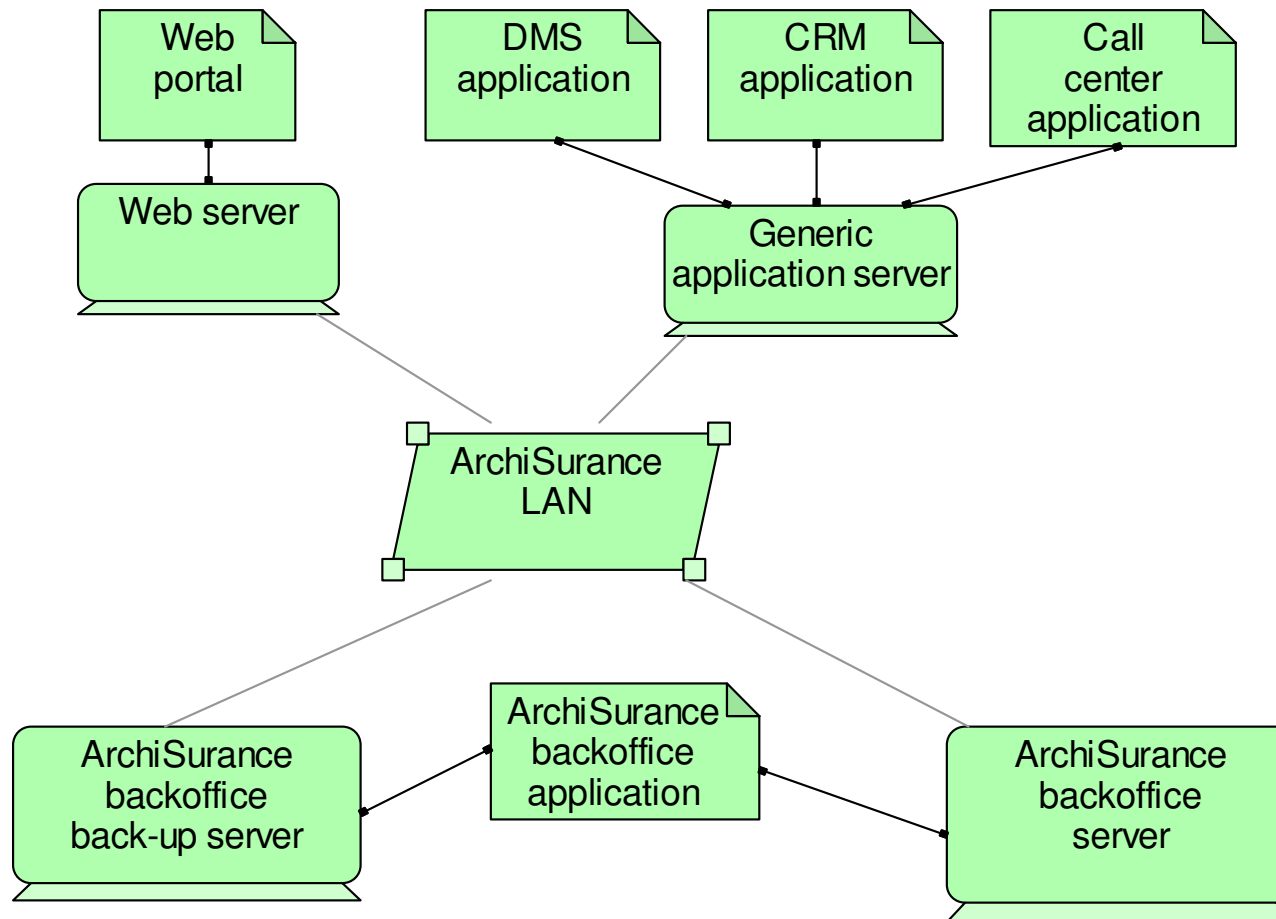 Web
portal
DMS
application
CRM
application
Call
center
application
Web server
Generic
application server
ArchiSurance
LAN
ArchiSurance
backoffice
application
ArchiSurance
backoffice
back-up server
ArchiSurance
backoffice
server